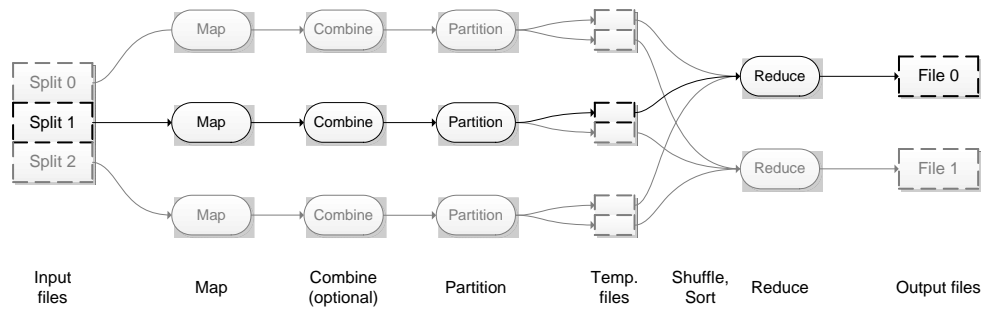 Map Combine Partition
Split 0
Reduce File 0
Split 1 Map Combine Partition
Split 2
Reduce File 1
Map Combine Partition
Input files
Map
Combine (optional)
Partition
Temp. files
Shuffle, Sort
Reduce
Output files